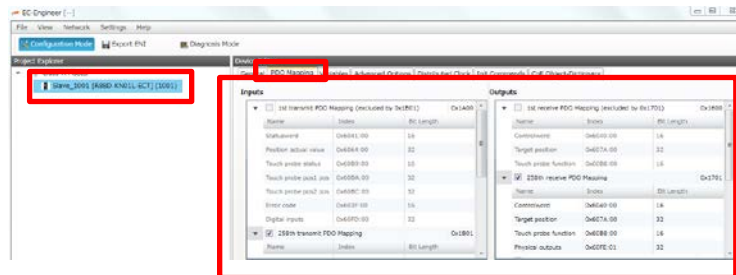 EC-Engineer [--]
File View Network Settings Help
Configuration Mode Export ENI Diagnosis Mode
Project Explorer
Slave_1001 [1001]
General PDO Mapping Variables Advanced Options Distributed Clock Init Commands CoE Object-Dictionary
Inputs
1st transmit PDO Mapping (excluded by 0x1B01) 0x1A00
Name Index Bit Length
Statusword 0x6041:00 16
Position actual value 0x6064:00 32
Touch probe status 0x60B9:00 16
Touch probe pos1 pos 0x60BA:00 32
Touch probe pos2 pos 0x60BC:00 32
Error code 0x603F:00 16
Digital inputs 0x60FD:00 32
258th transmit PDO Mapping 0x1B01
Name Index Bit Length
Outputs
1st receive PDO Mapping (excluded by 0x1701) 0x1600
Name Index Bit Length
Controlword 0x6040:00 16
Target position 0x607A:00 32
Touch probe function 0x60B8:00 16
258th receive PDO Mapping 0x1701
Name Index Bit Length
Controlword 0x6040:00 16
Target position 0x607A:00 32
Touch probe function 0x60B8:00 16
Physical outputs 0x60FE:01 32